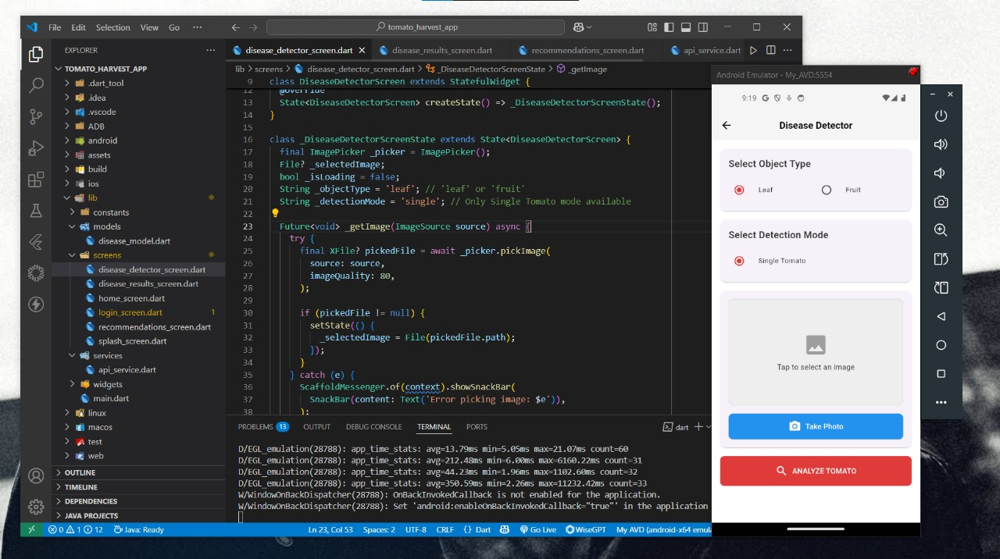 File Edit Selection View Go ···
tomato_harvest_app
EXPLORER
TOMATO_HARVEST_APP
.dart_tool
.idea
.vscode
ADB
android
assets
build
ios
lib
constants
models
disease_model.dart
screens
disease_detector_screen.dart
disease_results_screen.dart
home_screen.dart
login_screen.dart 1
recommendations_screen.dart
splash_screen.dart
services
api_service.dart
widgets
main.dart
linux
macos
test
web
OUTLINE
TIMELINE
DEPENDENCIES
JAVA PROJECTS
disease_detector_screen.dart disease_results_screen.dart recommendations_screen.dart api_service.dart
lib > screens > disease_detector_screen.dart > _DiseaseDetectorScreenState > _getImage
9 class DiseaseDetectorScreen extends StatefulWidget {
12 @override
13 State<DiseaseDetectorScreen> createState() => _DiseaseDetectorScreenState();
14 }
15
16 class _DiseaseDetectorScreenState extends State<DiseaseDetectorScreen> {
17 final ImagePicker _picker = ImagePicker();
18 File? _selectedImage;
19 bool _isLoading = false;
20 String _objectType = 'leaf'; // 'leaf' or 'fruit'
21 String _detectionMode = 'single'; // Only Single Tomato mode available
22
23 Future<void> _getImage(ImageSource source) async {
24 try {
25 final XFile? pickedFile = await _picker.pickImage(
26 source: source,
27 imageQuality: 80,
28 );
29
30 if (pickedFile != null) {
31 setState(() {
32 _selectedImage = File(pickedFile.path);
33 });
34 }
35 } catch (e) {
36 ScaffoldMessenger.of(context).showSnackBar(
37 SnackBar(content: Text('Error picking image: $e')),
38 );
PROBLEMS 13 OUTPUT DEBUG CONSOLE TERMINAL PORTS dart
D/EGL_emulation(28788): app_time_stats: avg=13.79ms min=5.05ms max=21.07ms count=60
D/EGL_emulation(28788): app_time_stats: avg=212.48ms min=6.00ms max=6160.22ms count=31
D/EGL_emulation(28788): app_time_stats: avg=44.23ms min=1.96ms max=1102.60ms count=32
D/EGL_emulation(28788): app_time_stats: avg=350.59ms min=2.26ms max=11232.42ms count=33
W/WindowOnBackDispatcher(28788): OnBackInvokedCallback is not enabled for the application.
W/WindowOnBackDispatcher(28788): Set 'android:enableOnBackInvokedCallback="true"' in the application
0 1 12 Java: Ready Ln 23, Col 53 Spaces: 2 UTF-8 CRLF {} Dart Go Live WiseGPT My AVD (android-x64 emula
Android Emulator - My_AVD:5554
9:19
Disease Detector
Select Object Type
Leaf Fruit
Select Detection Mode
Single Tomato
Tap to select an image
Take Photo
ANALYZE TOMATO